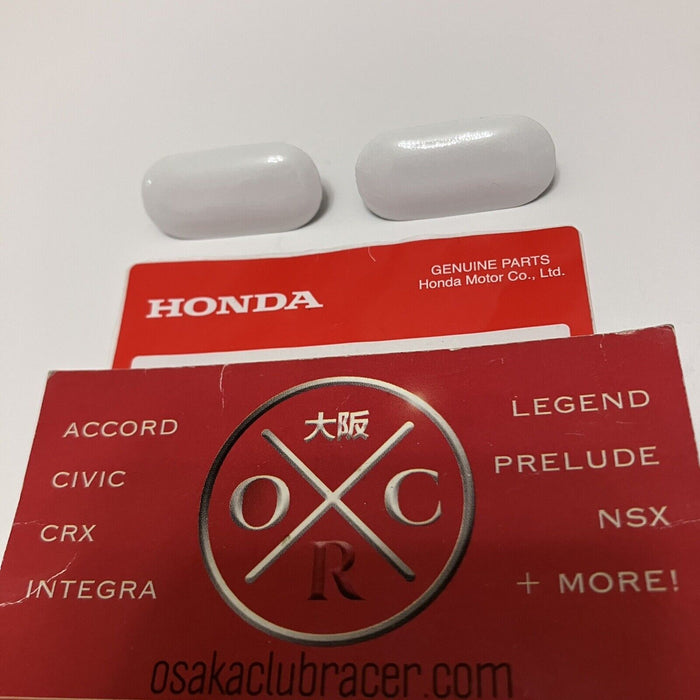 HONDA
GENUINE PARTS
Honda Motor Co., Ltd.
ACCORD
CIVIC
CRX
INTEGRA
大阪
O C
R
LEGEND
PRELUDE
NSX
+ MORE!
osakaclubracer.com